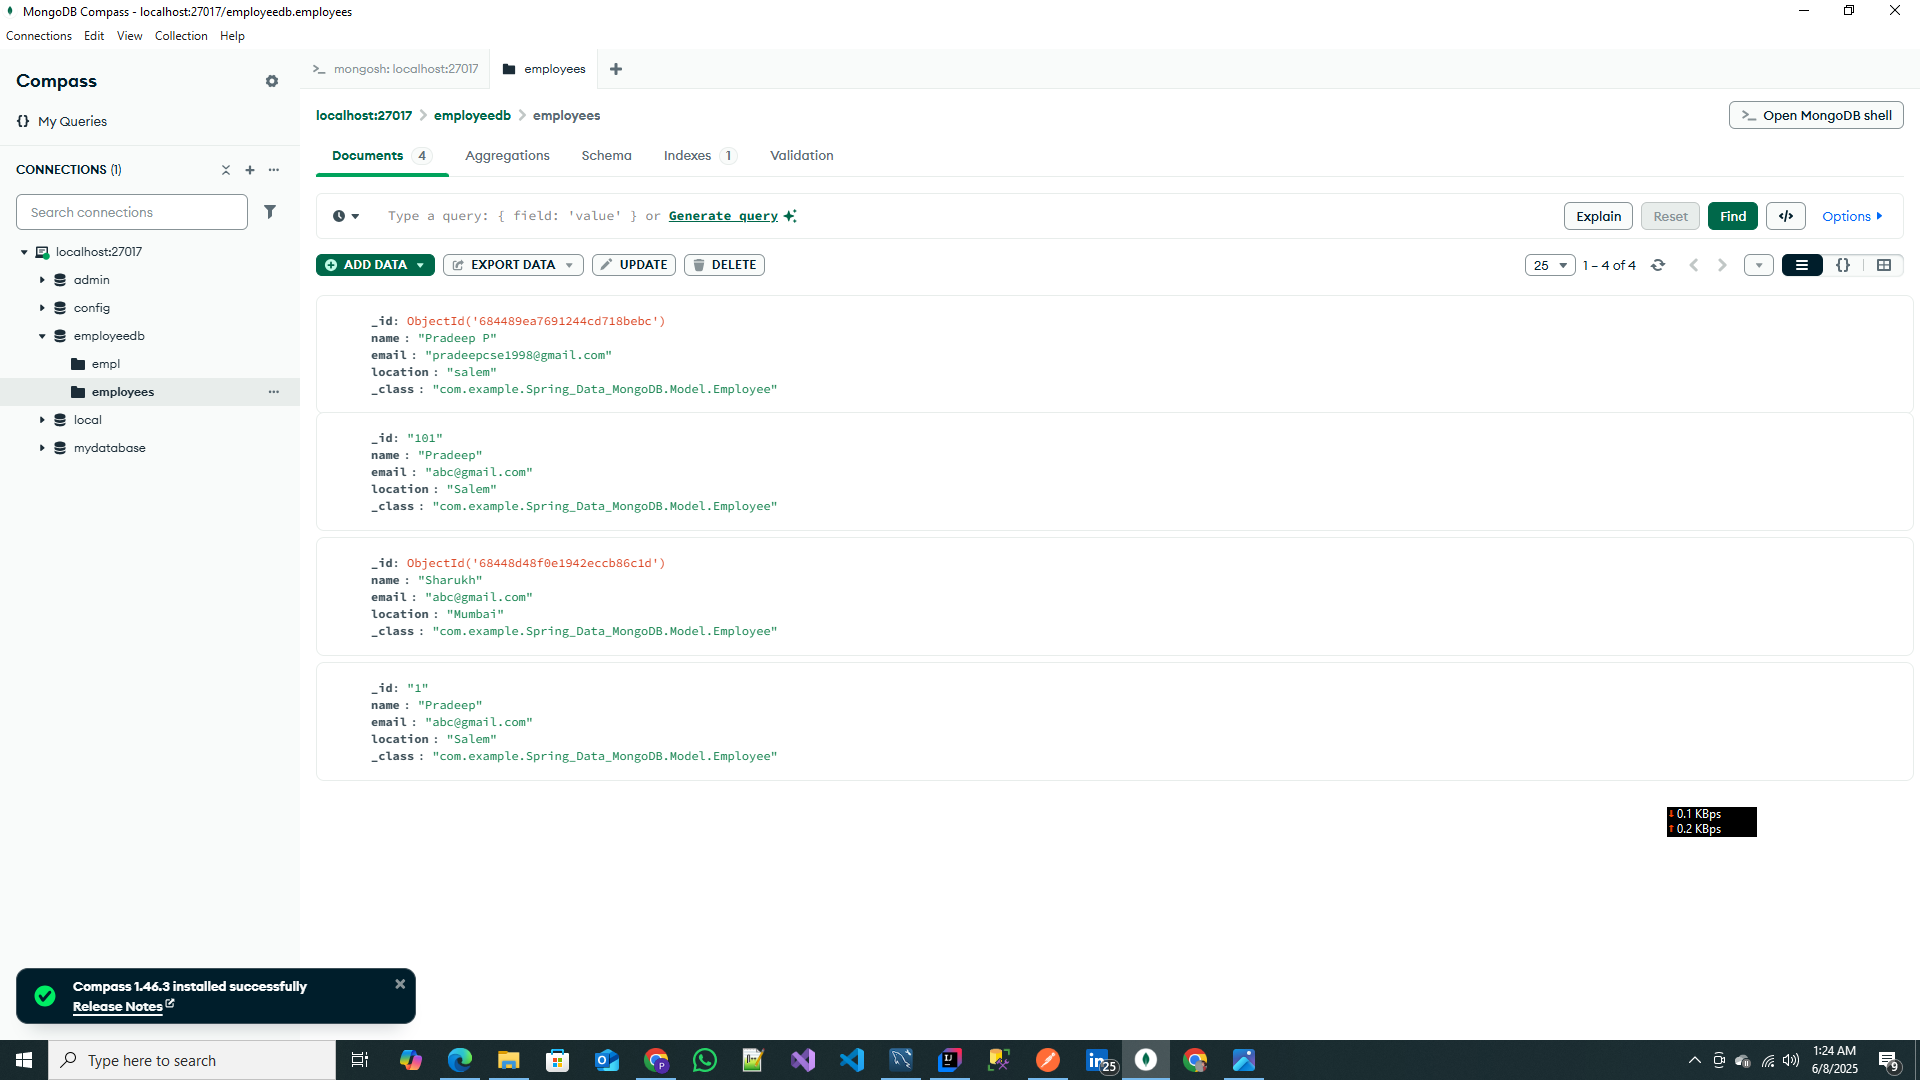 MongoDB Compass - localhost:27017/employeedb.employees
Connections Edit View Collection Help
Compass
{} My Queries
CONNECTIONS (1)
Search connections
localhost:27017
admin
config
employeedb
empl
employees
local
mydatabase
mongosh: localhost:27017 employees
localhost:27017 employeedb employees
Open MongoDB shell
Documents 4 Aggregations Schema Indexes 1 Validation
Type a query: { field: 'value' } or Generate query
Explain Reset Find </> Options
ADD DATA EXPORT DATA UPDATE DELETE
25 1 – 4 of 4 {}
_id: ObjectId('684489ea7691244cd718bebc')
name : "Pradeep P"
email : "pradeepcse1998@gmail.com"
location : "salem"
_class : "com.example.Spring_Data_MongoDB.Model.Employee"
_id: "101"
name : "Pradeep"
email : "abc@gmail.com"
location : "Salem"
_class : "com.example.Spring_Data_MongoDB.Model.Employee"
_id: ObjectId('68448d48f0e1942eccb86c1d')
name : "Sharukh"
email : "abc@gmail.com"
location : "Mumbai"
_class : "com.example.Spring_Data_MongoDB.Model.Employee"
_id: "1"
name : "Pradeep"
email : "abc@gmail.com"
location : "Salem"
_class : "com.example.Spring_Data_MongoDB.Model.Employee"
0.1 KBps
0.2 KBps
Compass 1.46.3 installed successfully
Release Notes
Type here to search
25
1:24 AM
6/8/2025
9